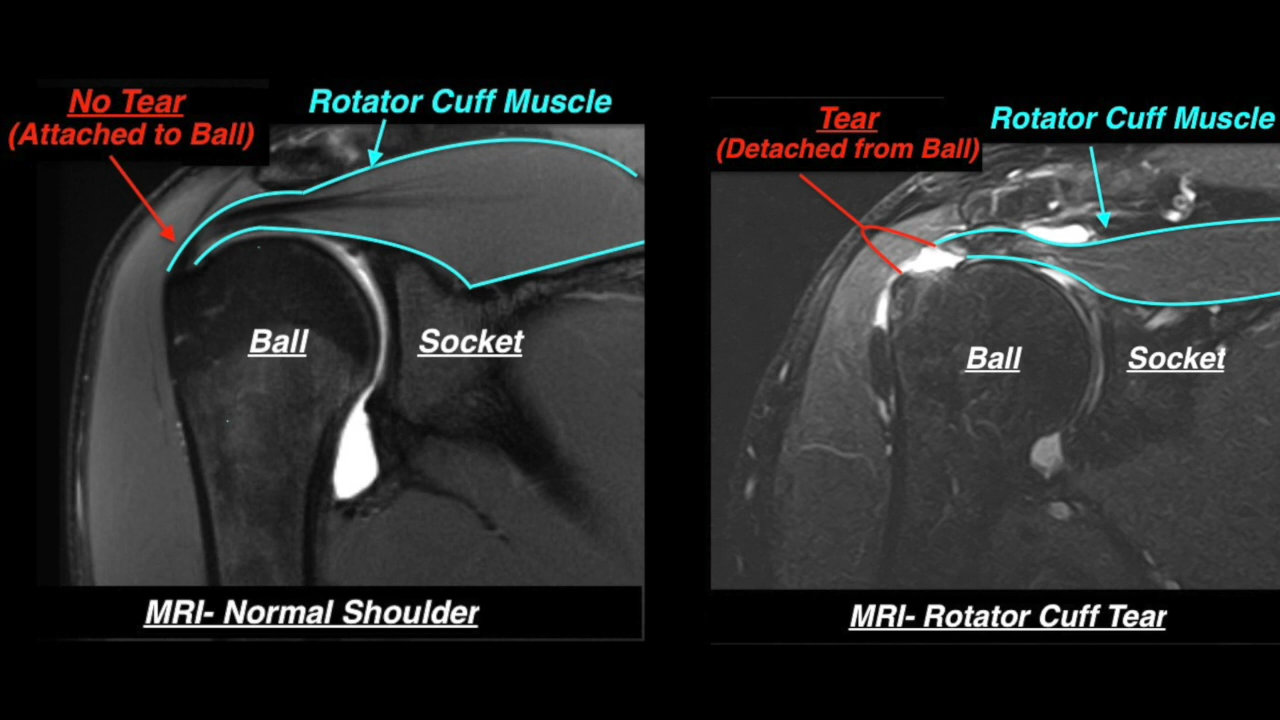 No Tear
(Attached to Ball)
Rotator Cuff Muscle
Ball
Socket
MRI- Normal Shoulder
Tear
(Detached from Ball)
Rotator Cuff Muscle
Ball
Socket
MRI- Rotator Cuff Tear